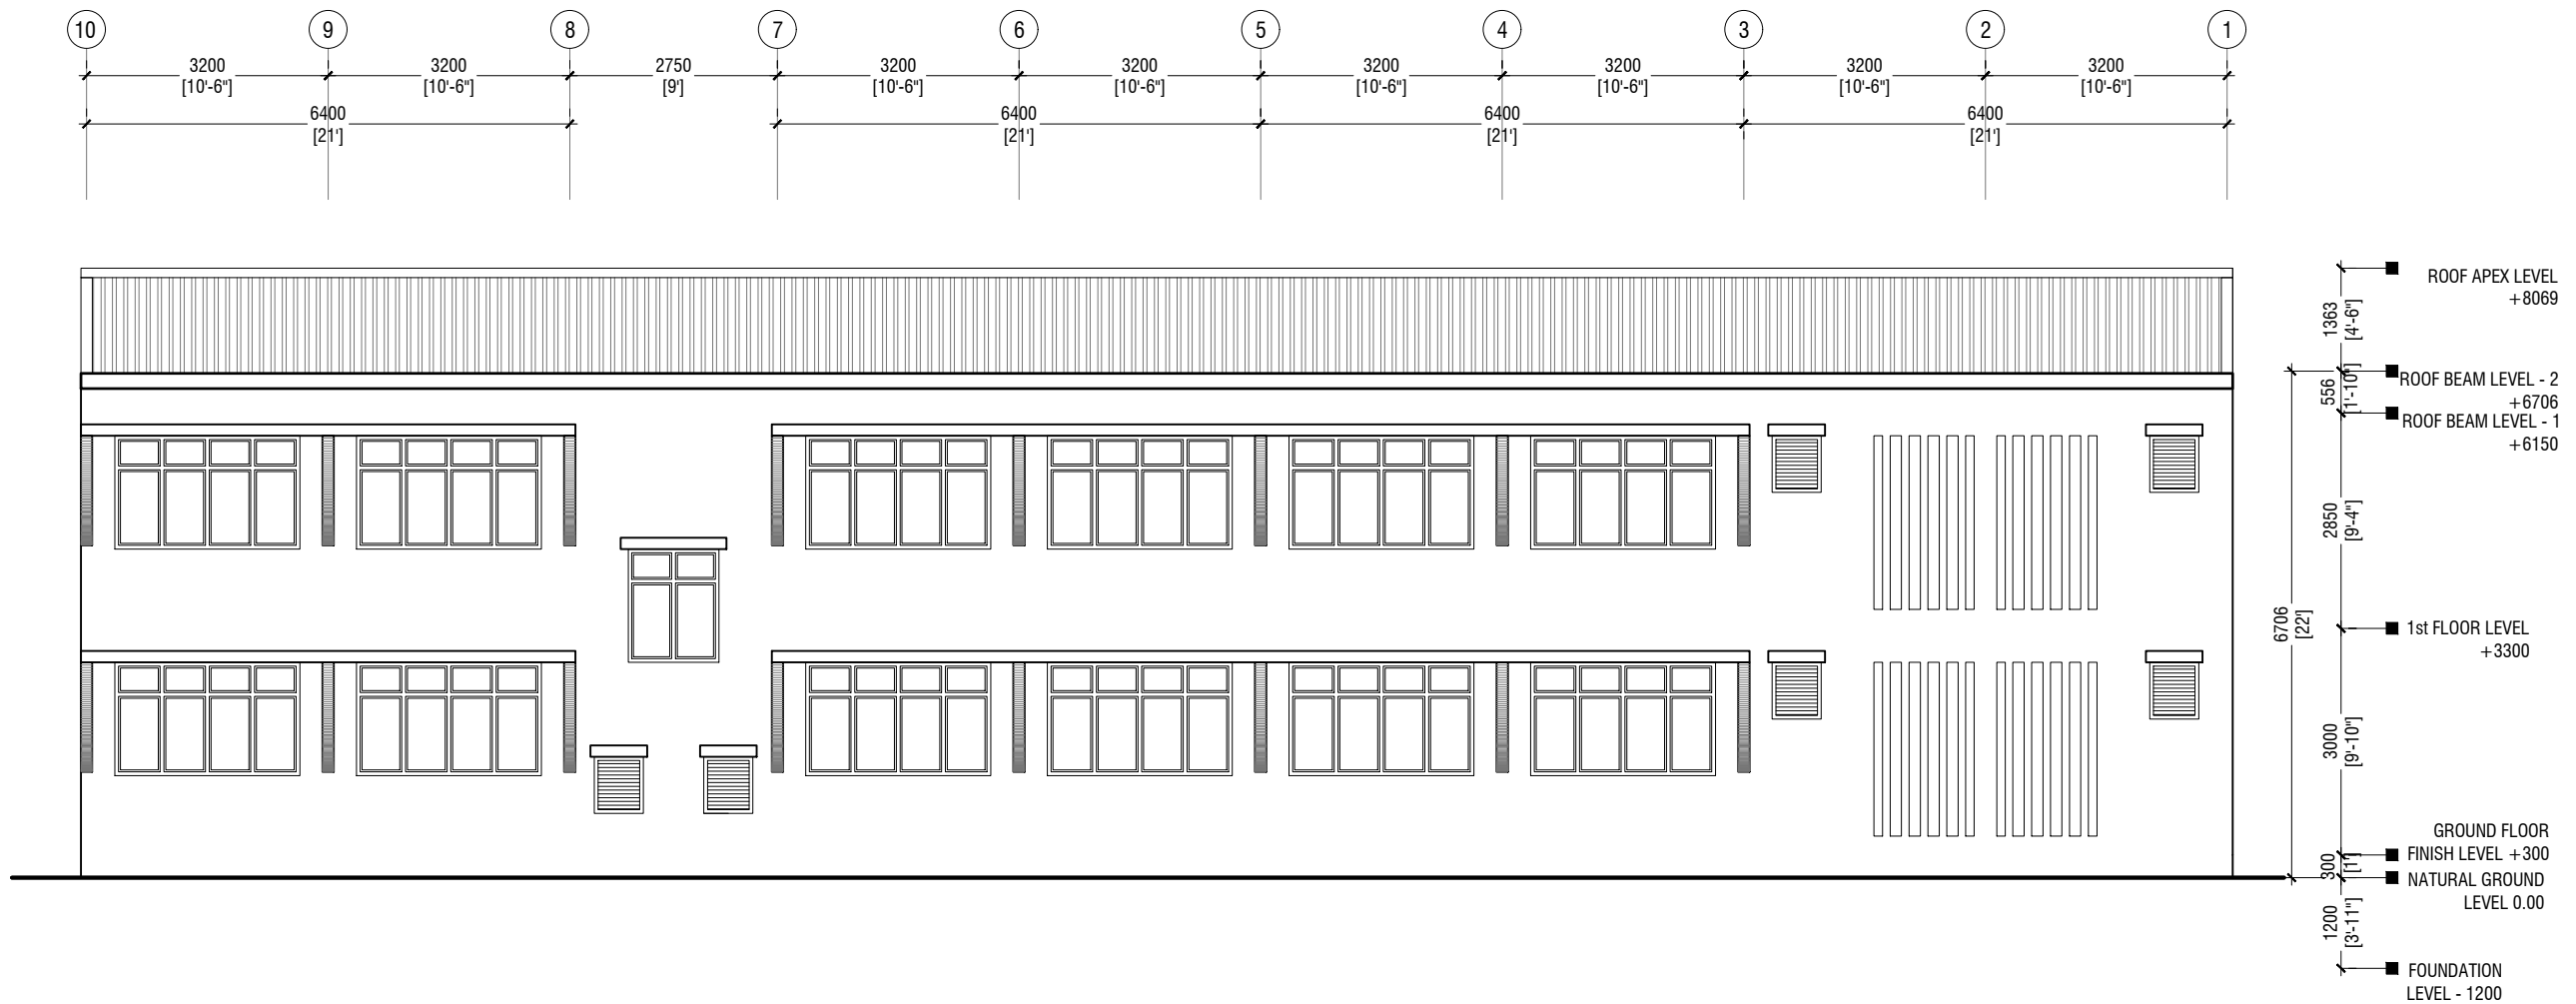 10 9 8 7 6 5 4 3 2 1
3200 3200 2750 3200 3200 3200 3200 3200 3200
[10'-6"] [10'-6"] [9'] [10'-6"] [10'-6"] [10'-6"] [10'-6"] [10'-6"] [10'-6"]
6400 6400 6400 6400
[21'] [21'] [21'] [21']
ROOF APEX LEVEL
+8069
1363
[4'-6"]
ROOF BEAM LEVEL - 2
+6706
556
[1'-10"]
ROOF BEAM LEVEL - 1
+6150
2850
[9'-4"]
6706
[22']
1st FLOOR LEVEL
+3300
3000
[9'-10"]
GROUND FLOOR
FINISH LEVEL +300
300
[1']
NATURAL GROUND
LEVEL 0.00
1200
[3'-11"]
FOUNDATION
LEVEL - 1200